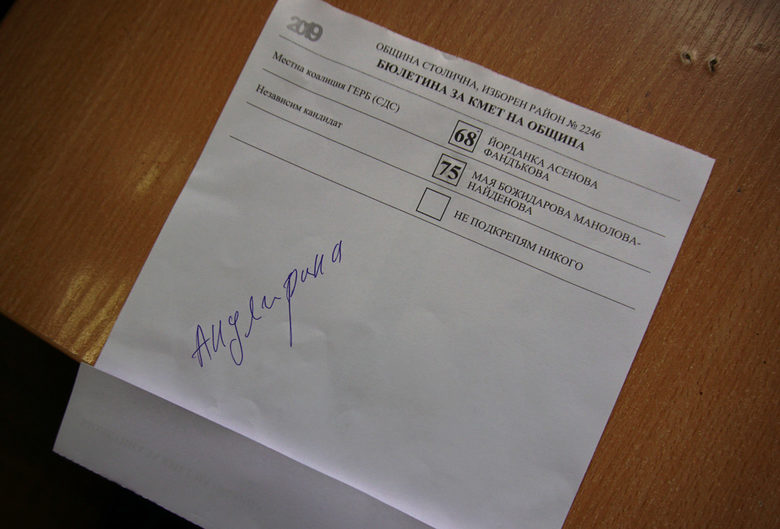 2019
ОБЩИНА СТОЛИЧНА, ИЗБОРЕН РАЙОН № 2246
БЮЛЕТИНА ЗА КМЕТ НА ОБЩИНА
Местна коалиция ГЕРБ (СДС)
68 ЙОРДАНКА АСЕНОВА
ФАНДЪКОВА
Независим кандидат
75 МАЯ БОЖИДАРОВА МАНОЛОВА-
НАЙДЕНОВА
НЕ ПОДКРЕПЯМ НИКОГО